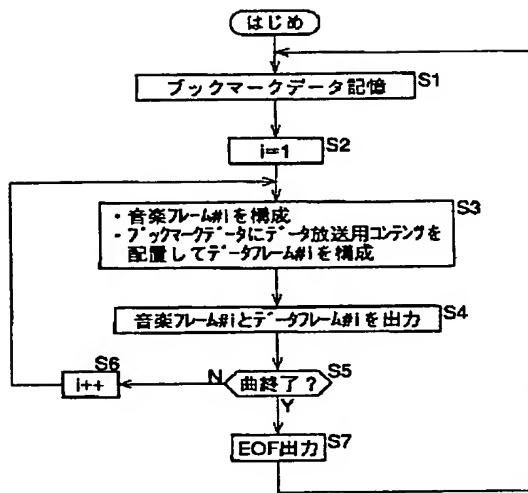 はじめ
ブックマークデータ記憶
S1
i=1
S2
・音楽フレーム#iを構成
・ブックマークデータにデータ放送用コンテンツを
配置してデータフレーム#iを構成
S3
音楽フレーム#iとデータフレーム#iを出力
S4
曲終了？
S5
N
S6
i++
Y
EOF出力
S7